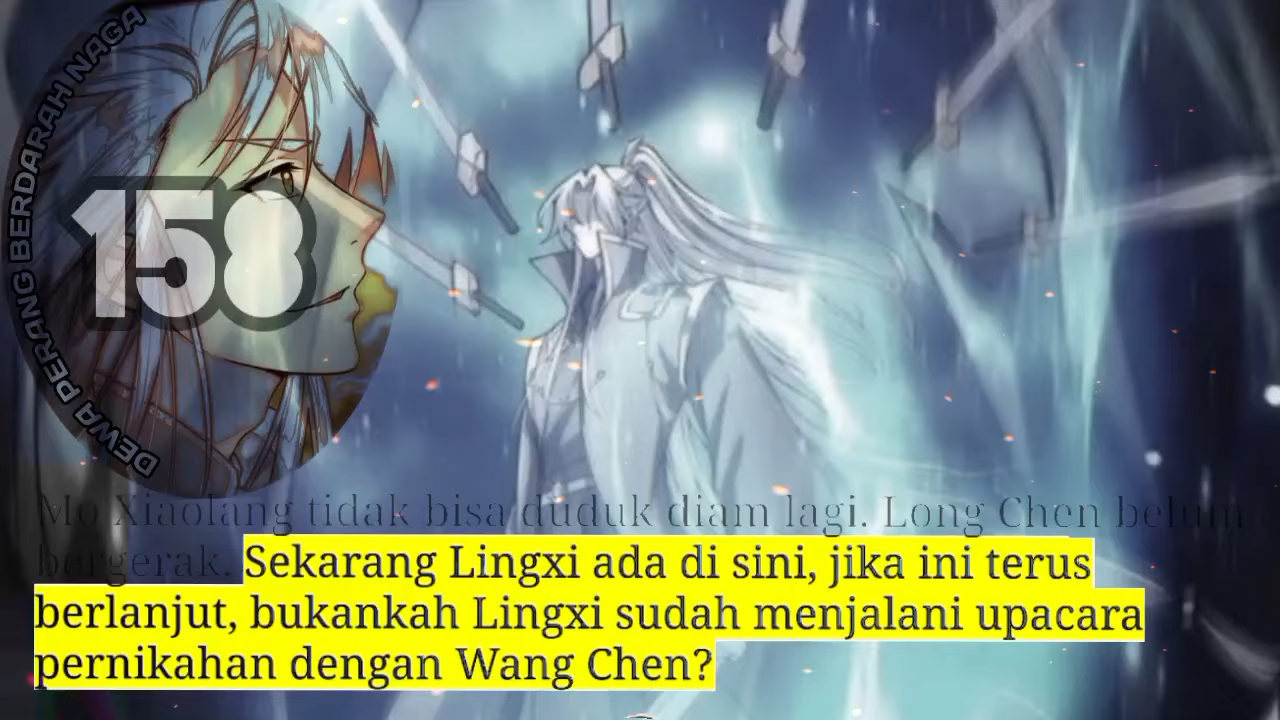 DEWA PERANG BERDARAH NAGA
158
Mo Xiaolang tidak bisa duduk diam lagi. Long Chen belum
bergerak. Sekarang Lingxi ada di sini, jika ini terus
berlanjut, bukankah Lingxi sudah menjalani upacara
pernikahan dengan Wang Chen?